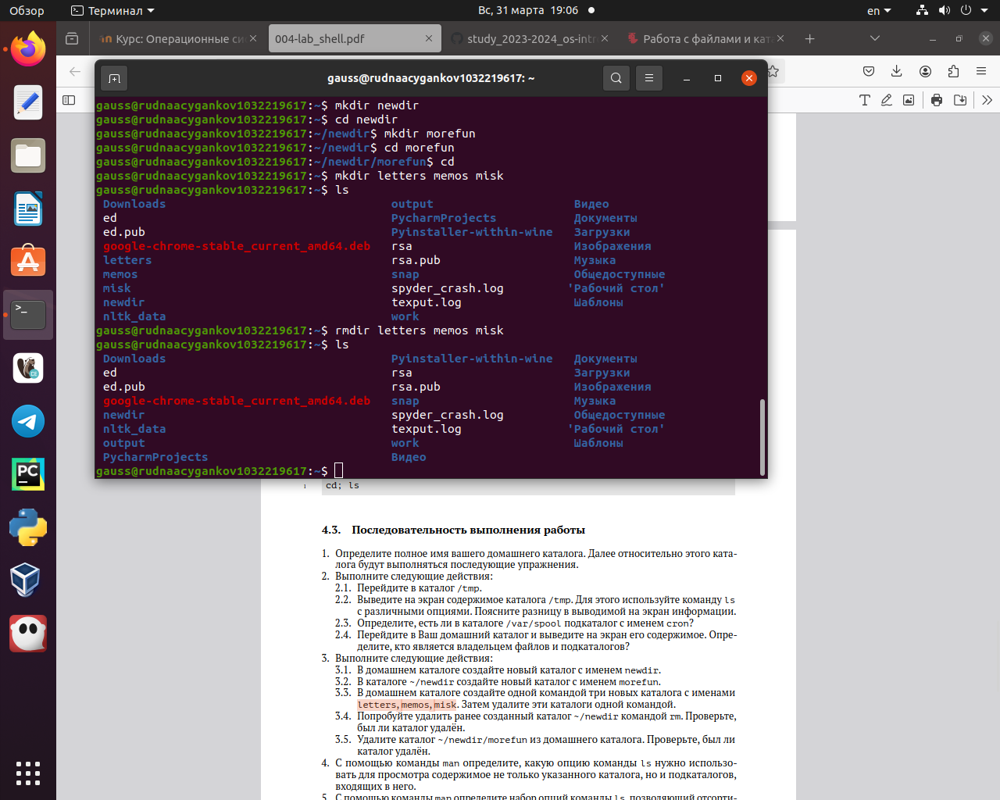 Обзор Терминал Вс, 31 марта 19:06 en
Курс: Операционные си
004-lab_shell.pdf
study_2023-2024_os-intr
Работа с файлами и кат
gauss@rudnaacygankov1032219617: ~
gauss@rudnaacygankov1032219617:~$ mkdir newdir
gauss@rudnaacygankov1032219617:~$ cd newdir
gauss@rudnaacygankov1032219617:~/newdir$ mkdir morefun
gauss@rudnaacygankov1032219617:~/newdir$ cd morefun
gauss@rudnaacygankov1032219617:~/newdir/morefun$ cd
gauss@rudnaacygankov1032219617:~$ mkdir letters memos misk
gauss@rudnaacygankov1032219617:~$ ls
Downloads output Видео
ed PycharmProjects Документы
ed.pub Pyinstaller-within-wine Загрузки
google-chrome-stable_current_amd64.deb rsa Изображения
letters rsa.pub Музыка
memos snap Общедоступные
misk spyder_crash.log 'Рабочий стол'
newdir texput.log Шаблоны
nltk_data work
gauss@rudnaacygankov1032219617:~$ rmdir letters memos misk
gauss@rudnaacygankov1032219617:~$ ls
Downloads Pyinstaller-within-wine Документы
ed rsa Загрузки
ed.pub rsa.pub Изображения
google-chrome-stable_current_amd64.deb snap Музыка
newdir spyder_crash.log Общедоступные
nltk_data texput.log 'Рабочий стол'
output work Шаблоны
PycharmProjects Видео
gauss@rudnaacygankov1032219617:~$
1 cd; ls
4.3. Последовательность выполнения работы
1. Определите полное имя вашего домашнего каталога. Далее относительно этого ката-
лога будут выполняться последующие упражнения.
2. Выполните следующие действия:
2.1. Перейдите в каталог /tmp.
2.2. Выведите на экран содержимое каталога /tmp. Для этого используйте команду ls
с различными опциями. Поясните разницу в выводимой на экран информации.
2.3. Определите, есть ли в каталоге /var/spool подкаталог с именем cron?
2.4. Перейдите в Ваш домашний каталог и выведите на экран его содержимое. Опре-
делите, кто является владельцем файлов и подкаталогов?
3. Выполните следующие действия:
3.1. В домашнем каталоге создайте новый каталог с именем newdir.
3.2. В каталоге ~/newdir создайте новый каталог с именем morefun.
3.3. В домашнем каталоге создайте одной командой три новых каталога с именами
letters, memos, misk. Затем удалите эти каталоги одной командой.
3.4. Попробуйте удалить ранее созданный каталог ~/newdir командой rm. Проверьте,
был ли каталог удалён.
3.5. Удалите каталог ~/newdir/morefun из домашнего каталога. Проверьте, был ли
каталог удалён.
4. С помощью команды man определите, какую опцию команды ls нужно использо-
вать для просмотра содержимое не только указанного каталога, но и подкаталогов,
входящих в него.
5. С помощью команды man определите набор опций команды ls, позволяющий отсорти-